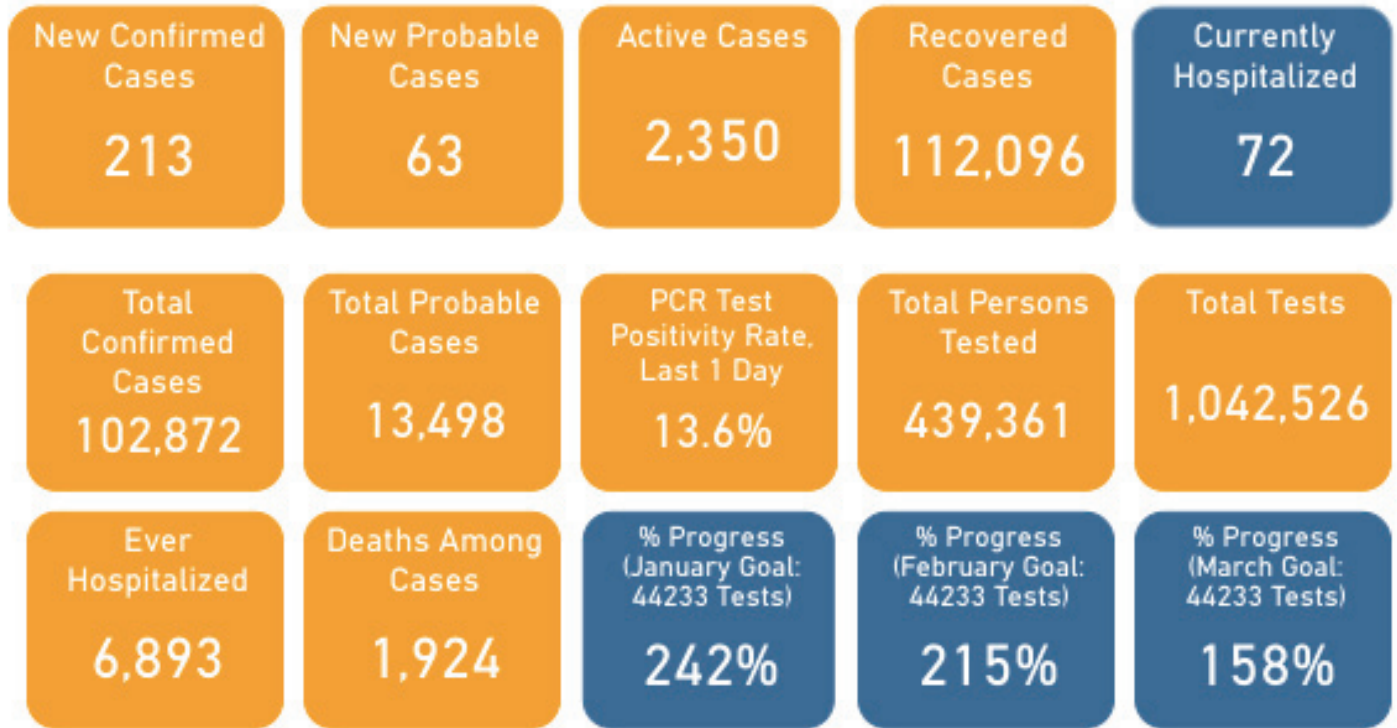 New Confirmed
Cases
213
New Probable
Cases
63
Active Cases
2,350
Recovered
Cases
112,096
Currently
Hospitalized
72
Total
Confirmed
Cases
102,872
Total Probable
Cases
13,498
PCR Test
Positivity Rate,
Last 1 Day
13.6%
Total Persons
Tested
439,361
Total Tests
1,042,526
Ever
Hospitalized
6,893
Deaths Among
Cases
1,924
% Progress
(January Goal:
44233 Tests)
242%
% Progress
(February Goal:
44233 Tests)
215%
% Progress
(March Goal:
44233 Tests)
158%